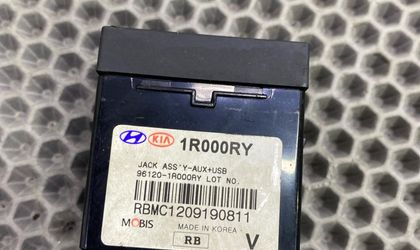 KIA 1R000RY
JACK ASS'Y-AUX+USB
96120-1R000RY LOT NO.
RBMC1209190811
MOBIS MADE IN KOREA
RB V